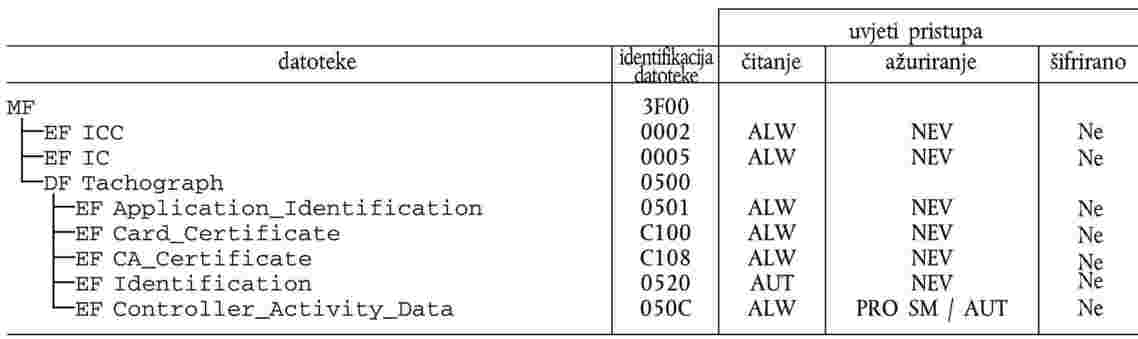 uvjeti pristupa
datoteke identifikacija datoteke čitanje ažuriranje šifrirano
MF 3F00
EF ICC 0002 ALW NEV Ne
EF IC 0005 ALW NEV Ne
DF Tachograph 0500
EF Application_Identification 0501 ALW NEV Ne
EF Card_Certificate C100 ALW NEV Ne
EF CA_Certificate C108 ALW NEV Ne
EF Identification 0520 AUT NEV Ne
EF Controller_Activity_Data 050C ALW PRO SM / AUT Ne